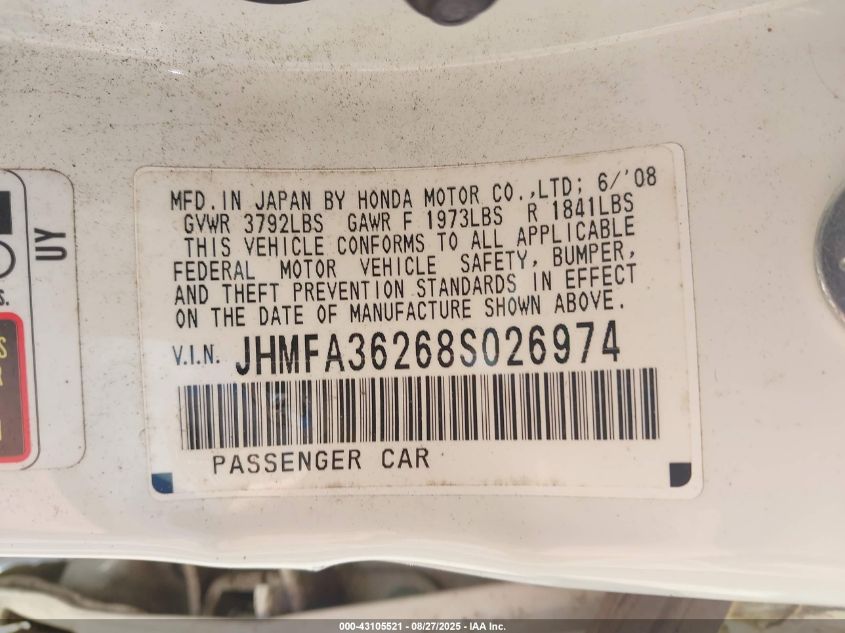 MFD. IN JAPAN BY HONDA MOTOR CO.,LTD; 6/'08
GVWR 3792LBS GAWR F 1973LBS R 1841LBS
THIS VEHICLE CONFORMS TO ALL APPLICABLE
FEDERAL MOTOR VEHICLE SAFETY, BUMPER,
AND THEFT PREVENTION STANDARDS IN EFFECT
ON THE DATE OF MANUFACTURE SHOWN ABOVE.
V.I.N. JHMFA36268S026974
PASSENGER CAR
UY
S.
S
000-43105521 - 08/27/2025 - IAA Inc.